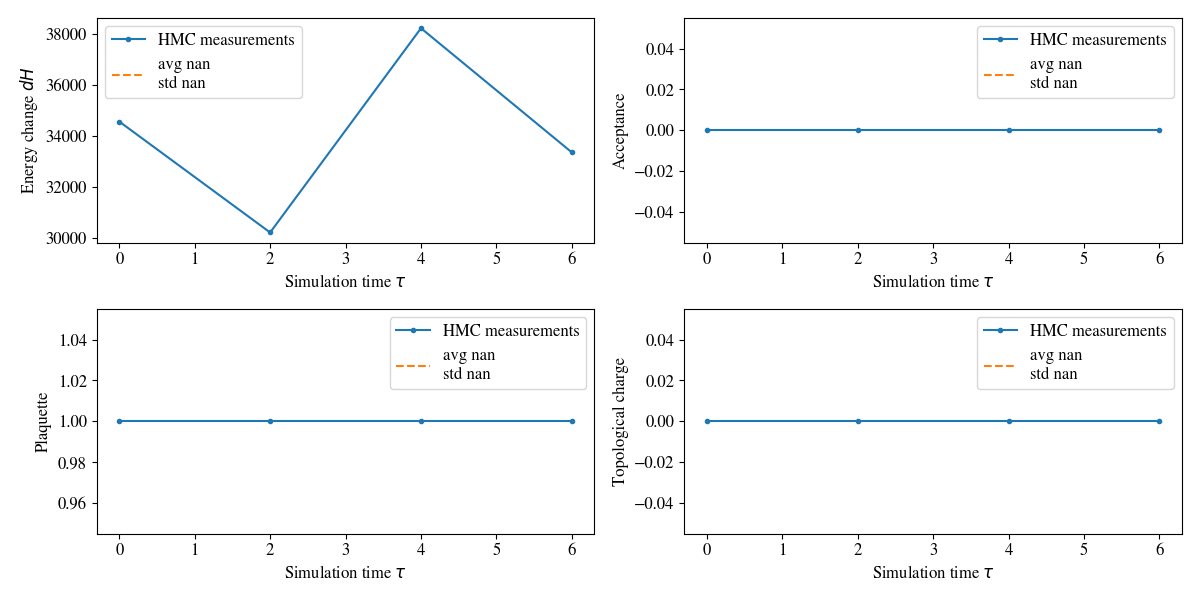 38000
36000
34000
32000
30000
Energy change dH
HMC measurements
avg nan
std nan
0 1 2 3 4 5 6
Simulation time τ
0.04
0.02
0.00
−0.02
−0.04
Acceptance
HMC measurements
avg nan
std nan
0 1 2 3 4 5 6
Simulation time τ
1.04
1.02
1.00
0.98
0.96
Plaquette
HMC measurements
avg nan
std nan
0 1 2 3 4 5 6
Simulation time τ
0.04
0.02
0.00
−0.02
−0.04
Topological charge
HMC measurements
avg nan
std nan
0 1 2 3 4 5 6
Simulation time τ